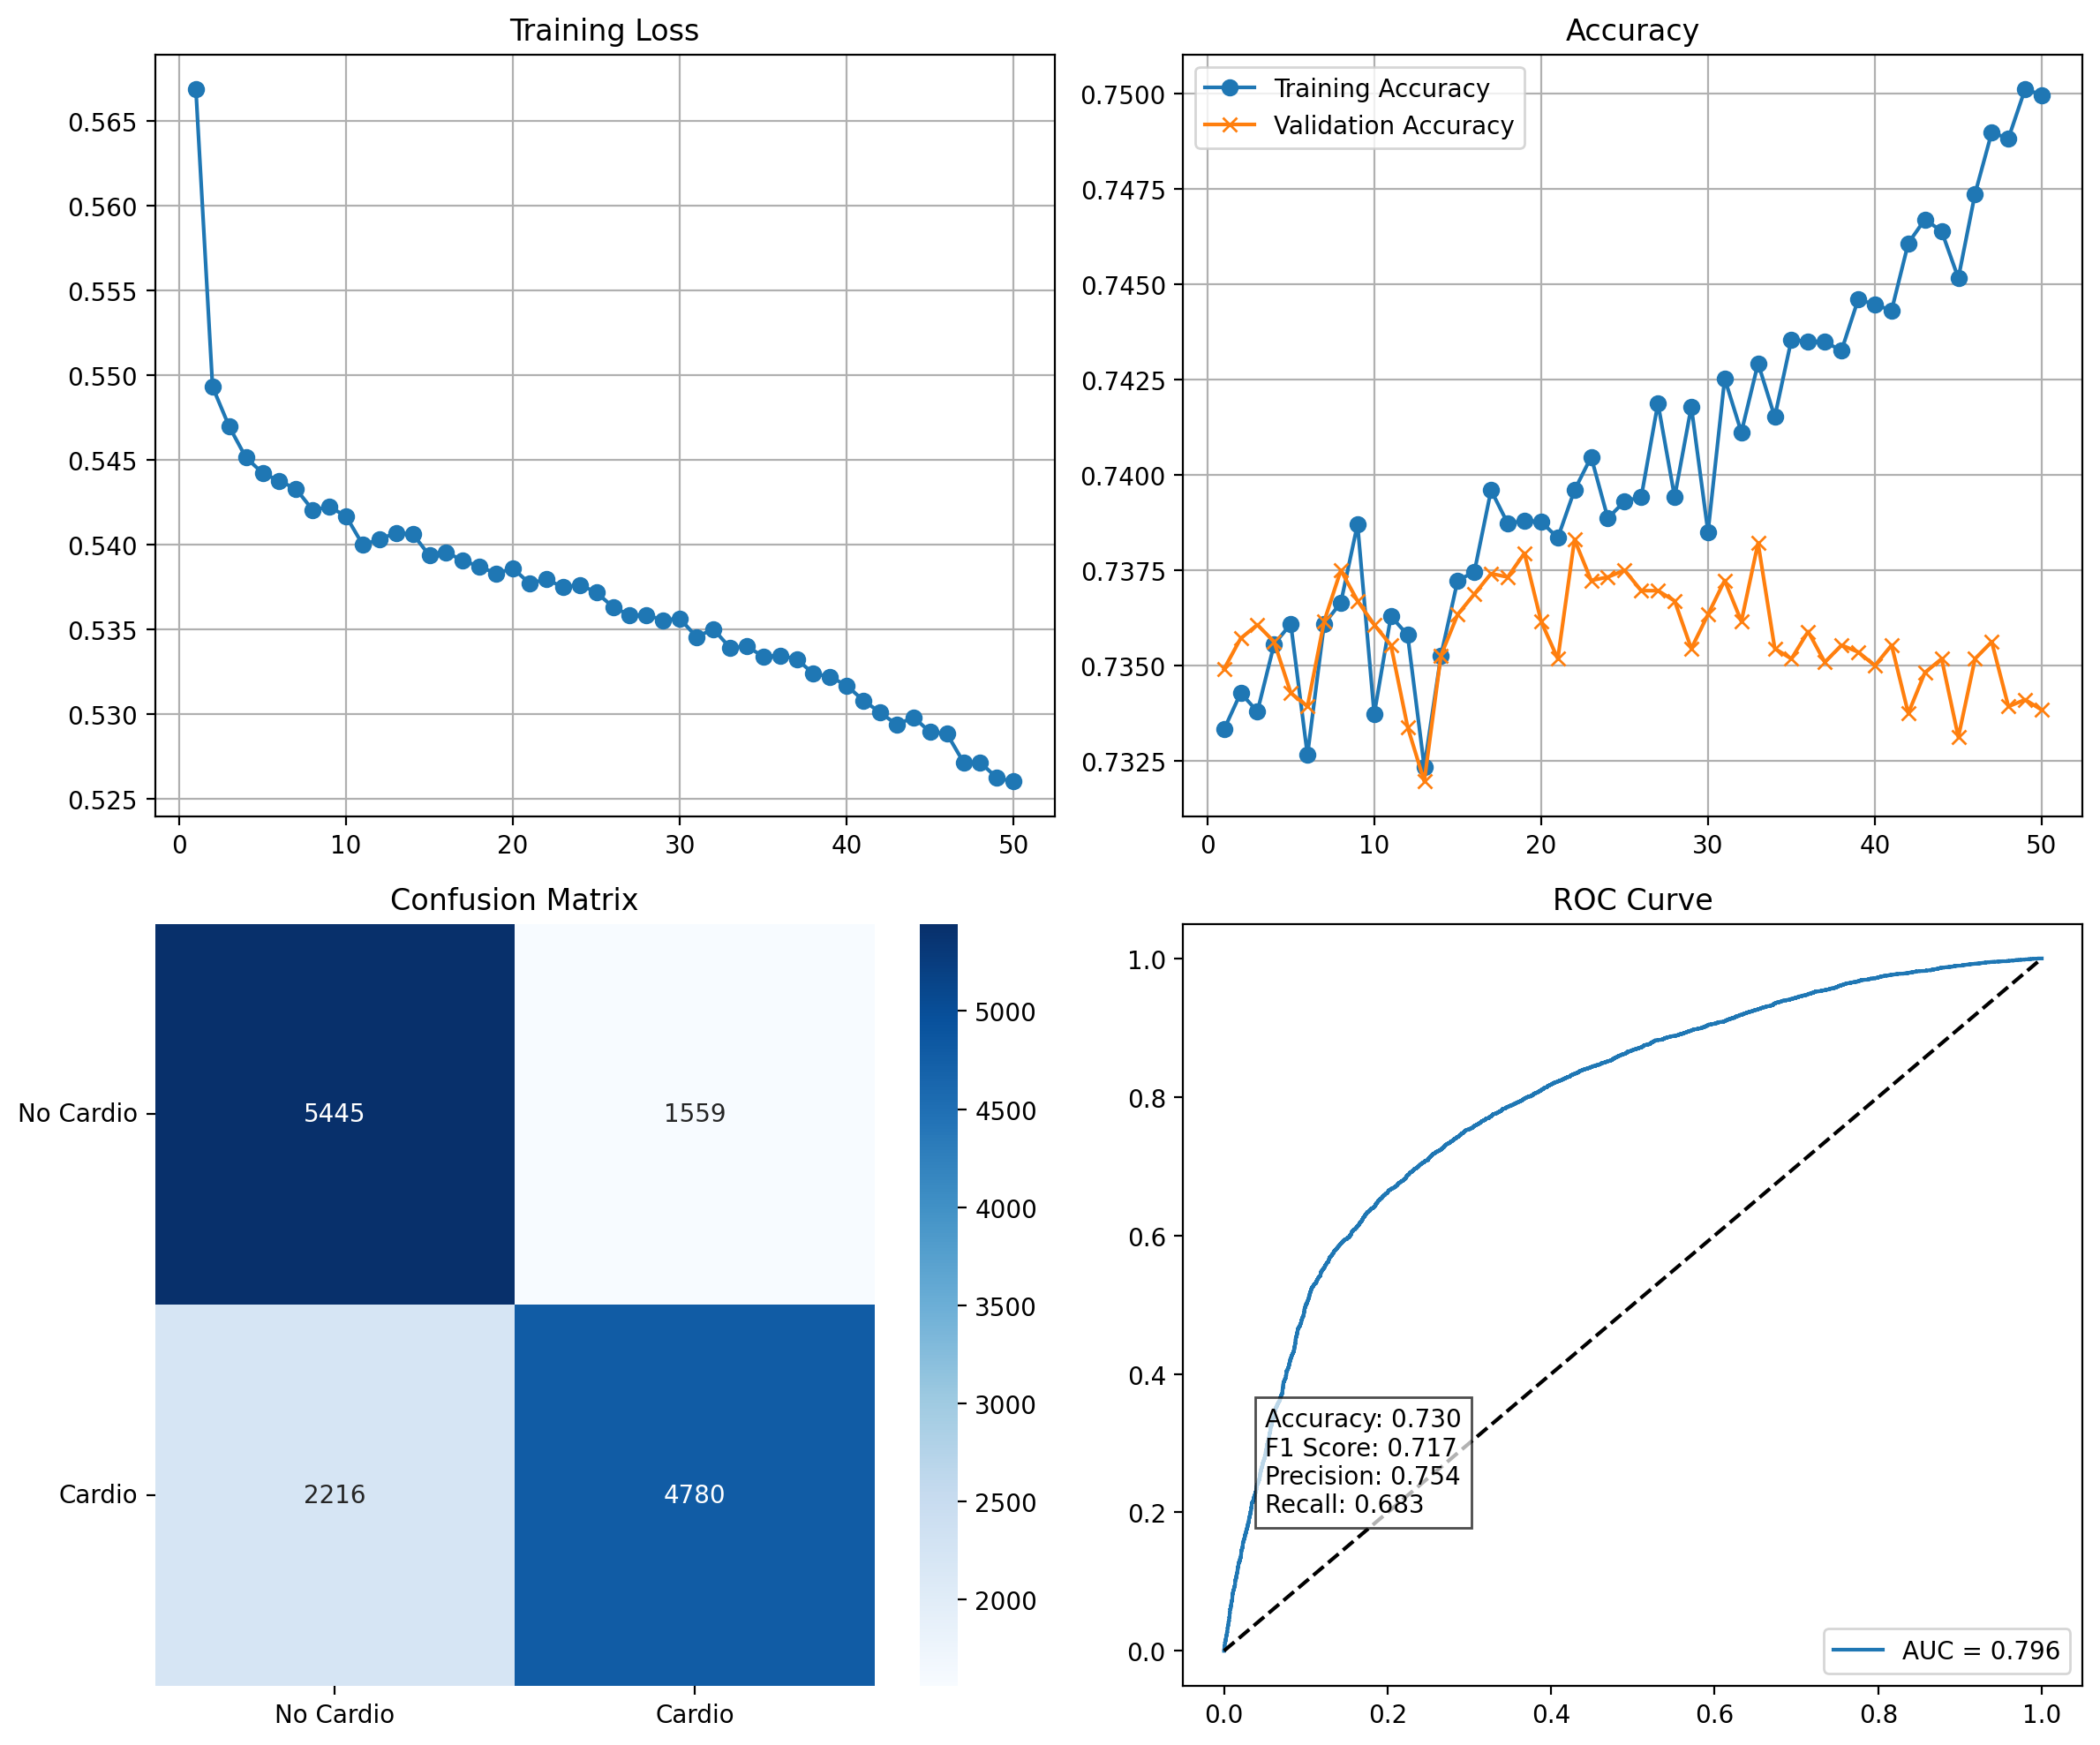 Training Loss
0.565
0.560
0.555
0.550
0.545
0.540
0.535
0.530
0.525
0 10 20 30 40 50
Accuracy
Training Accuracy
Validation Accuracy
0.7500
0.7475
0.7450
0.7425
0.7400
0.7375
0.7350
0.7325
0 10 20 30 40 50
Confusion Matrix
No Cardio
5445 1559
Cardio
2216 4780
No Cardio Cardio
5000
4500
4000
3500
3000
2500
2000
ROC Curve
1.0
0.8
0.6
0.4
0.2
0.0
Accuracy: 0.730
F1 Score: 0.717
Precision: 0.754
Recall: 0.683
AUC = 0.796
0.0 0.2 0.4 0.6 0.8 1.0